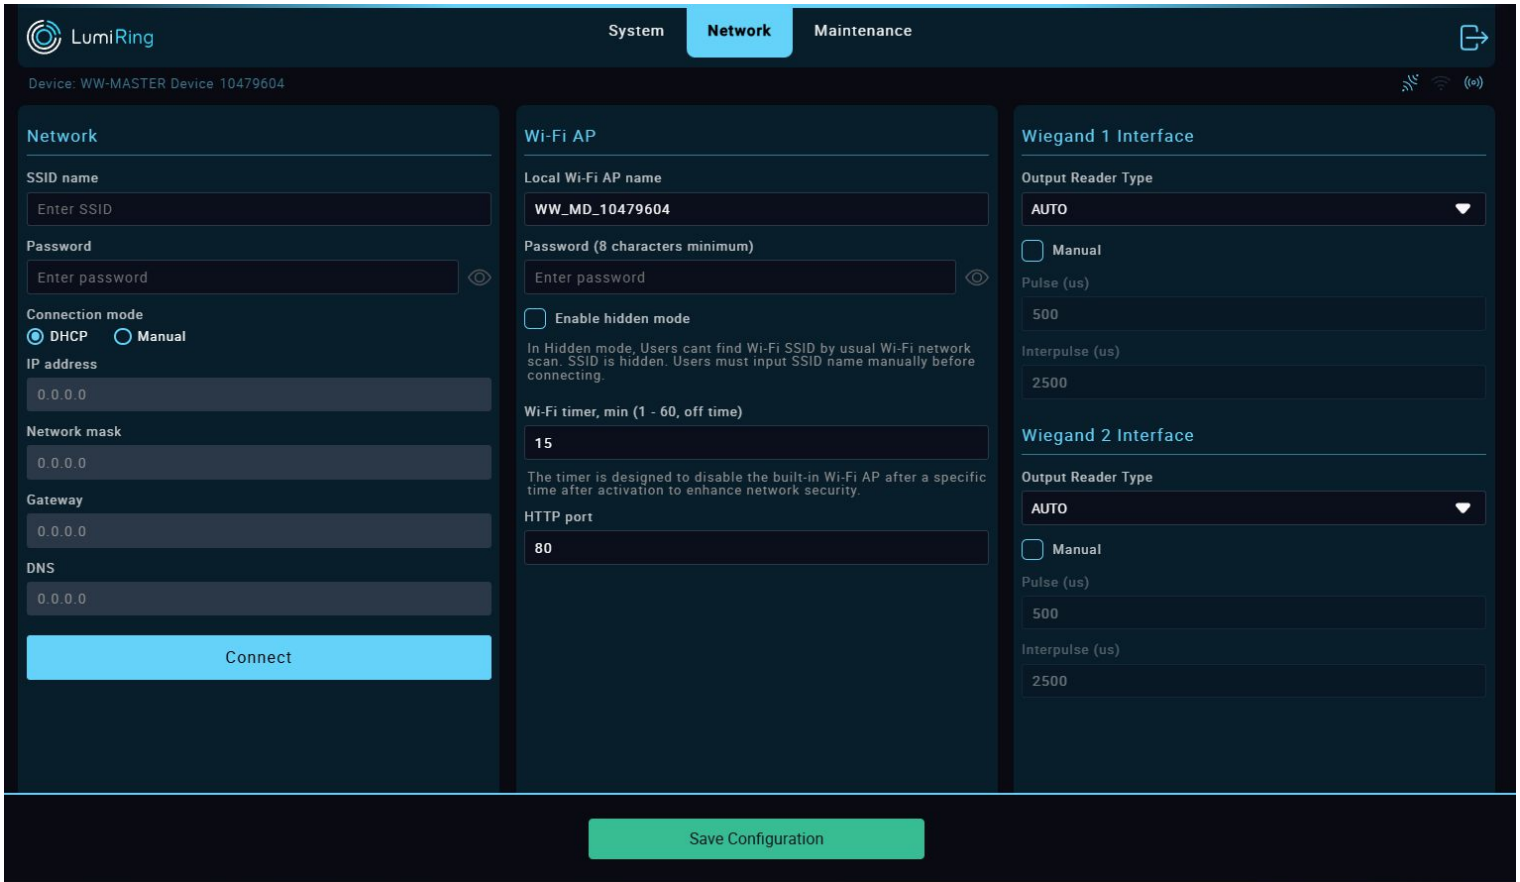 LumiRing
System
Network
Maintenance
Device: WW-MASTER Device 10479604
Network
SSID name
Enter SSID
Password
Enter password
Connection mode
DHCP
Manual
IP address
0.0.0.0
Network mask
0.0.0.0
Gateway
0.0.0.0
DNS
0.0.0.0
Connect
Wi-Fi AP
Local Wi-Fi AP name
WW_MD_10479604
Password (8 characters minimum)
Enter password
Enable hidden mode
In Hidden mode, Users cant find Wi-Fi SSID by usual Wi-Fi network
scan. SSID is hidden. Users must input SSID name manually before
connecting.
Wi-Fi timer, min (1 - 60, off time)
15
The timer is designed to disable the built-in Wi-Fi AP after a specific
time after activation to enhance network security.
HTTP port
80
Wiegand 1 Interface
Output Reader Type
AUTO
Manual
Pulse (us)
500
Interpulse (us)
2500
Wiegand 2 Interface
Output Reader Type
AUTO
Manual
Pulse (us)
500
Interpulse (us)
2500
Save Configuration